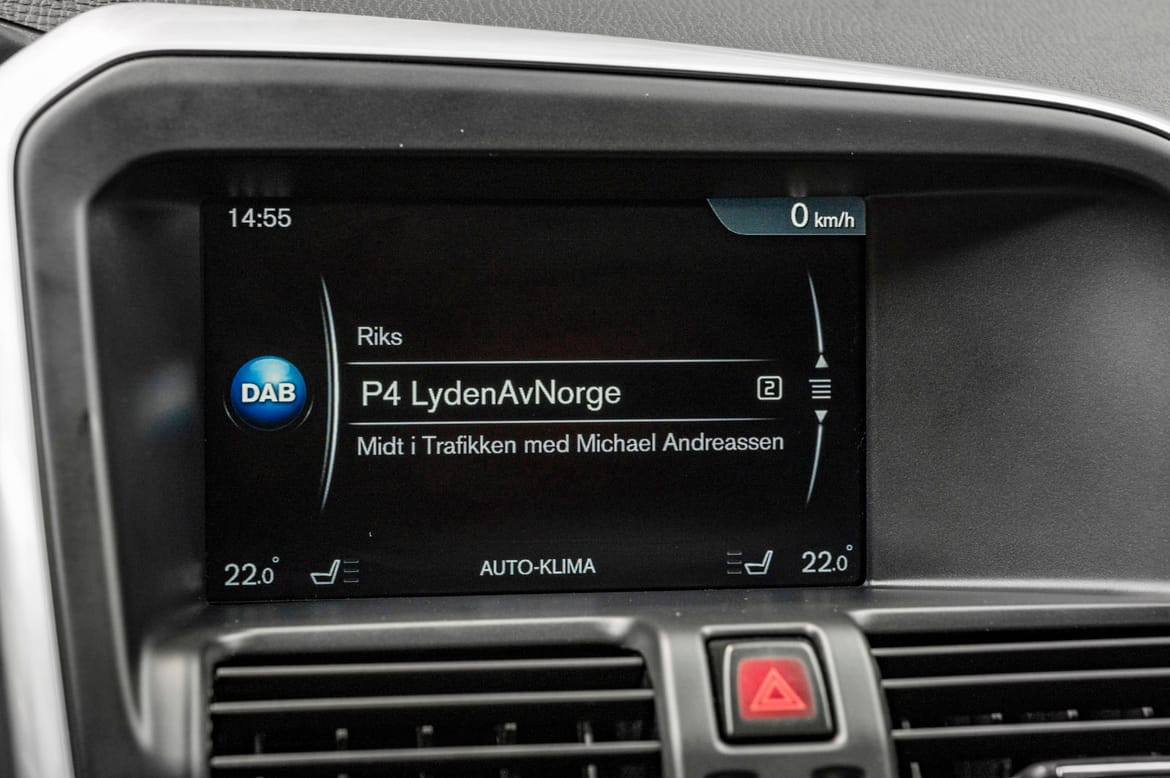 14:55
0 km/h
Riks
DAB
P4 LydenAvNorge
2
Midt i Trafikken med Michael Andreassen
22.0°
AUTO-KLIMA
22.0°